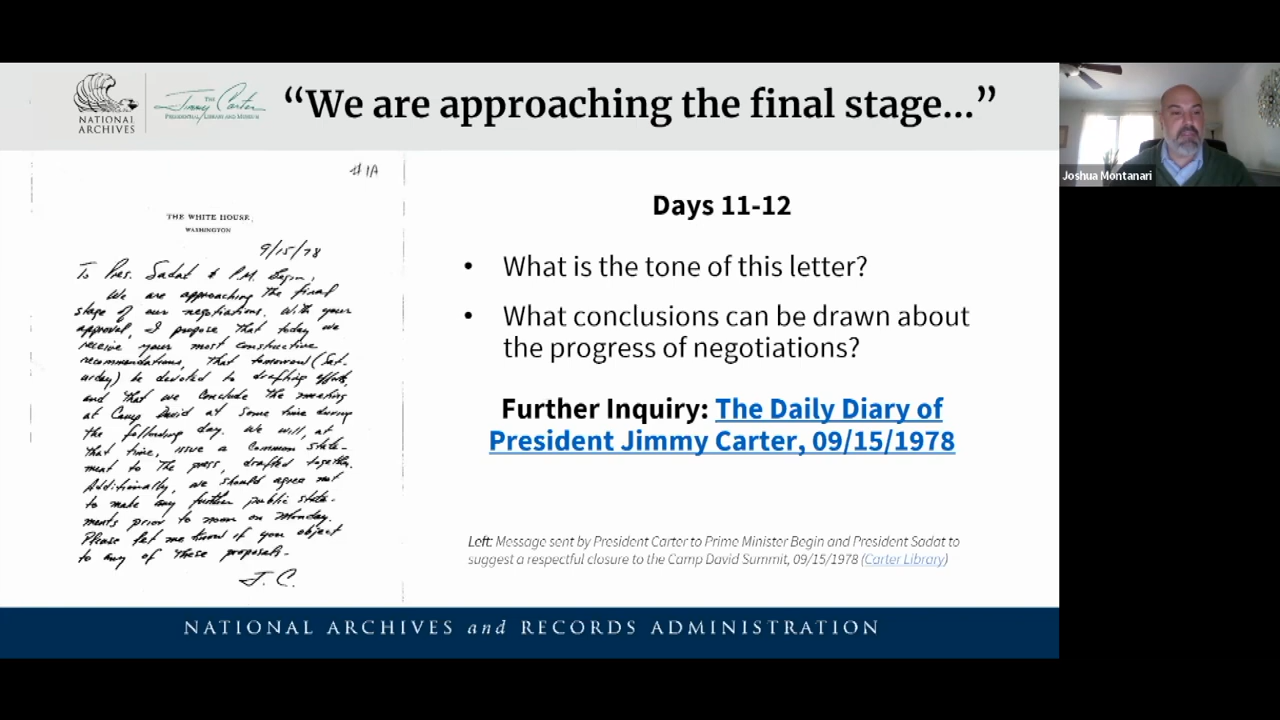 NATIONAL
ARCHIVES
THE
Jimmy Carter
PRESIDENTIAL LIBRARY AND MUSEUM
“We are approaching the final stage...”
Joshua Montanari
#1A
THE WHITE HOUSE
WASHINGTON
9/15/78
To Pres. Sadat & P.M. Begin,
We are approaching the final
stage of our negotiations. With your
approval, I propose that today we
receive your most constructive
recommendations, that tomorrow (Sat-
urday) be devoted to drafting efforts,
and that we conclude the meeting
at Camp David at some time during
the following day. We will, at
that time, issue a common state-
ment to the press, drafted together.
Additionally, we should agree not
to make any further public state-
ments prior to noon on Monday.
Please let me know if you object
to any of these proposals-
J. C.
Days 11-12
• What is the tone of this letter?
• What conclusions can be drawn about
the progress of negotiations?
Further Inquiry: The Daily Diary of
President Jimmy Carter, 09/15/1978
Left: Message sent by President Carter to Prime Minister Begin and President Sadat to
suggest a respectful closure to the Camp David Summit, 09/15/1978 (Carter Library)
NATIONAL ARCHIVES and RECORDS ADMINISTRATION